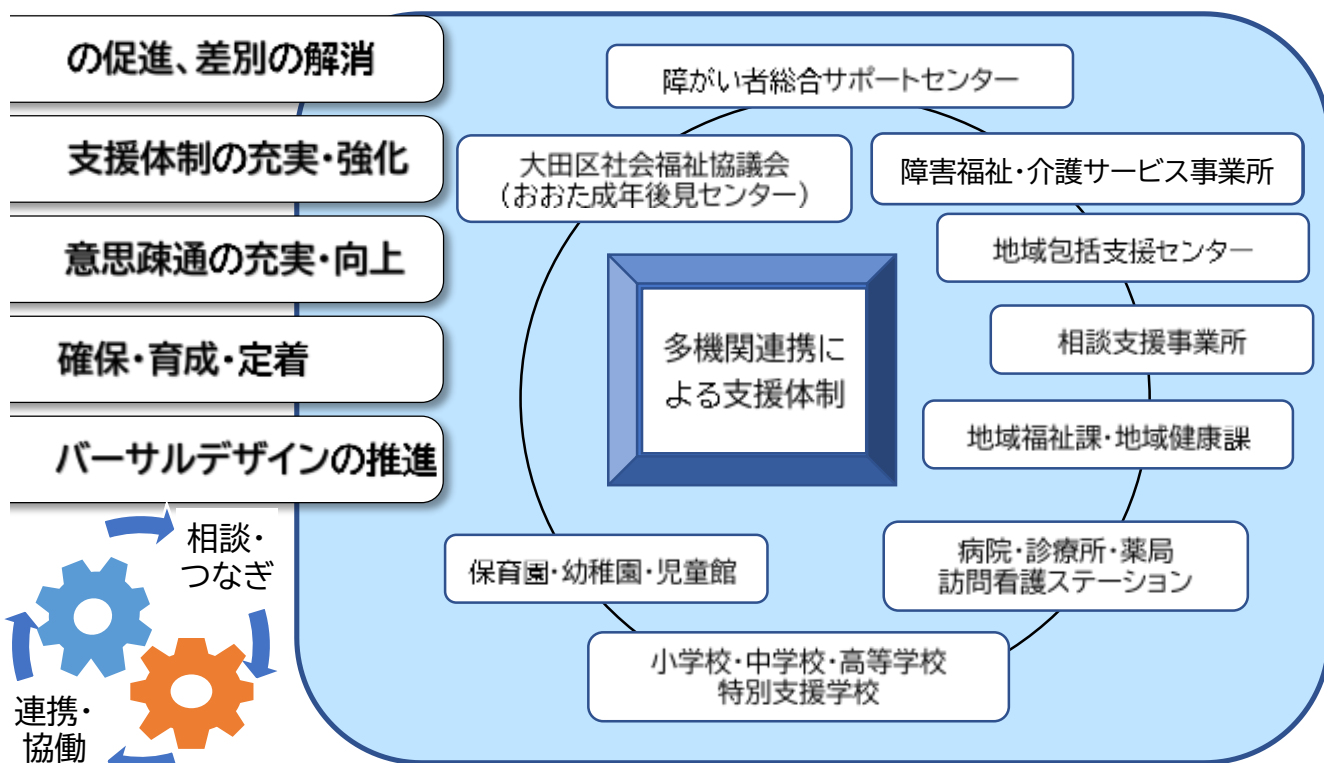 の促進、差別の解消
支援体制の充実・強化
意思疎通の充実・向上
確保・育成・定着
バーサルデザインの推進
相談・
つなぎ
連携・
協働
障がい者総合サポートセンター
大田区社会福祉協議会
(おおた成年後見センター)
障害福祉・介護サービス事業所
地域包括支援センター
相談支援事業所
多機関連携に
よる支援体制
地域福祉課・地域健康課
病院・診療所・薬局
訪問看護ステーション
保育園・幼稚園・児童館
小学校・中学校・高等学校
特別支援学校